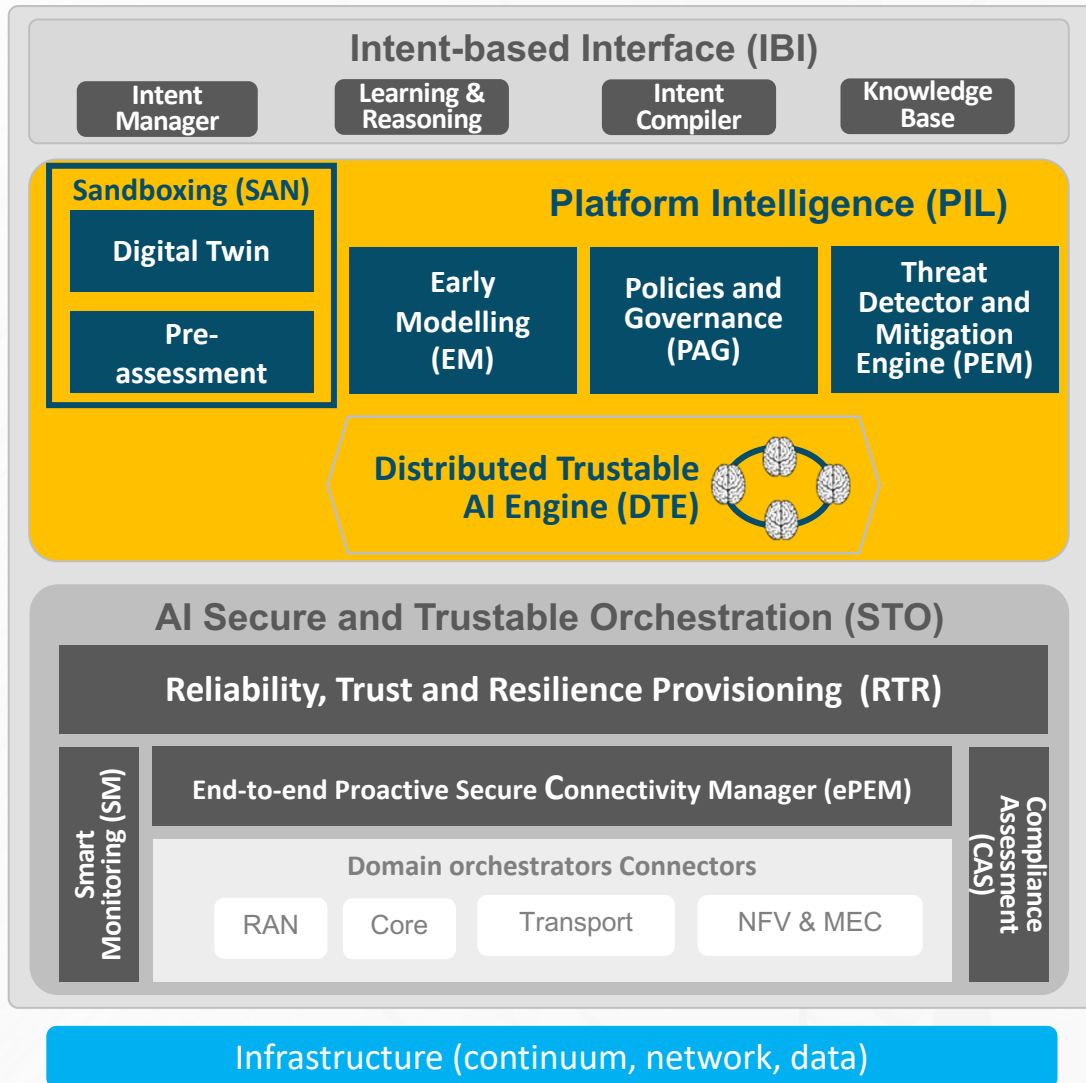 Intent-based Interface (IBI)
Intent
Manager
Learning &
Reasoning
Intent
Compiler
Knowledge
Base
Sandboxing (SAN)
Digital Twin
Pre-
assessment
Platform Intelligence (PIL)
Early
Modelling
(EM)
Policies and
Governance
(PAG)
Threat
Detector and
Mitigation
Engine (PEM)
Distributed Trustable
AI Engine (DTE)
AI Secure and Trustable Orchestration (STO)
Reliability, Trust and Resilience Provisioning (RTR)
Smart
Monitoring (SM)
End-to-end Proactive Secure Connectivity Manager (ePEM)
Domain orchestrators Connectors
RAN
Core
Transport
NFV & MEC
Compliance
Assessment
(CAS)
Infrastructure (continuum, network, data)